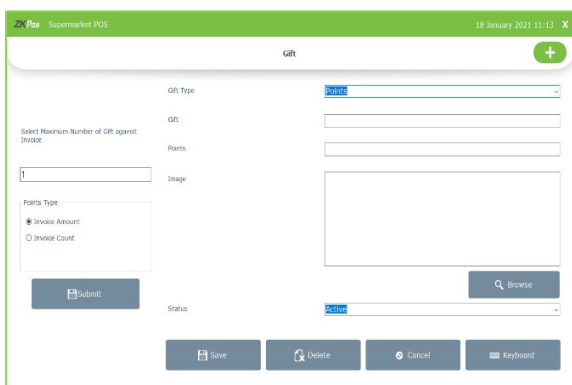 ZKPos Supermarket POS 18 January 2021 11:13 X
Gift
+
Gift Type Points
Gift
Select Maximum Number of Gift against
Invoice
Points
1
Image
Points Type
Invoice Amount
Invoice Count
Submit
Browse
Status Active
Save Delete Cancel Keyboard